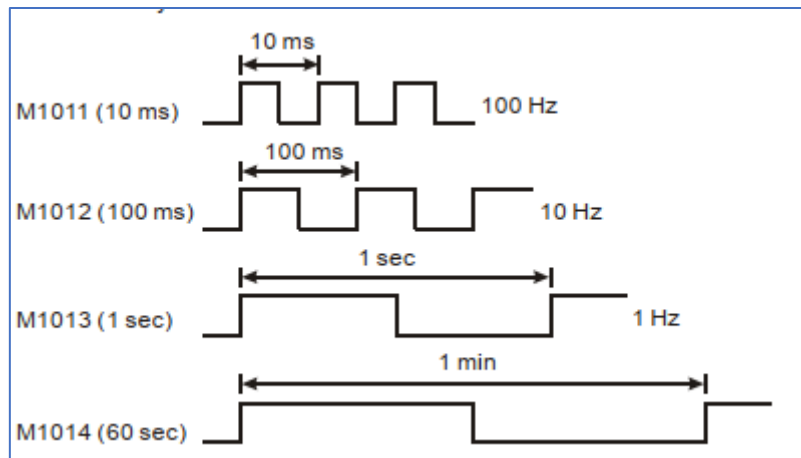 10 ms
M1011 (10 ms)
100 Hz
100 ms
M1012 (100 ms)
10 Hz
1 sec
M1013 (1 sec)
1 Hz
1 min
M1014 (60 sec)